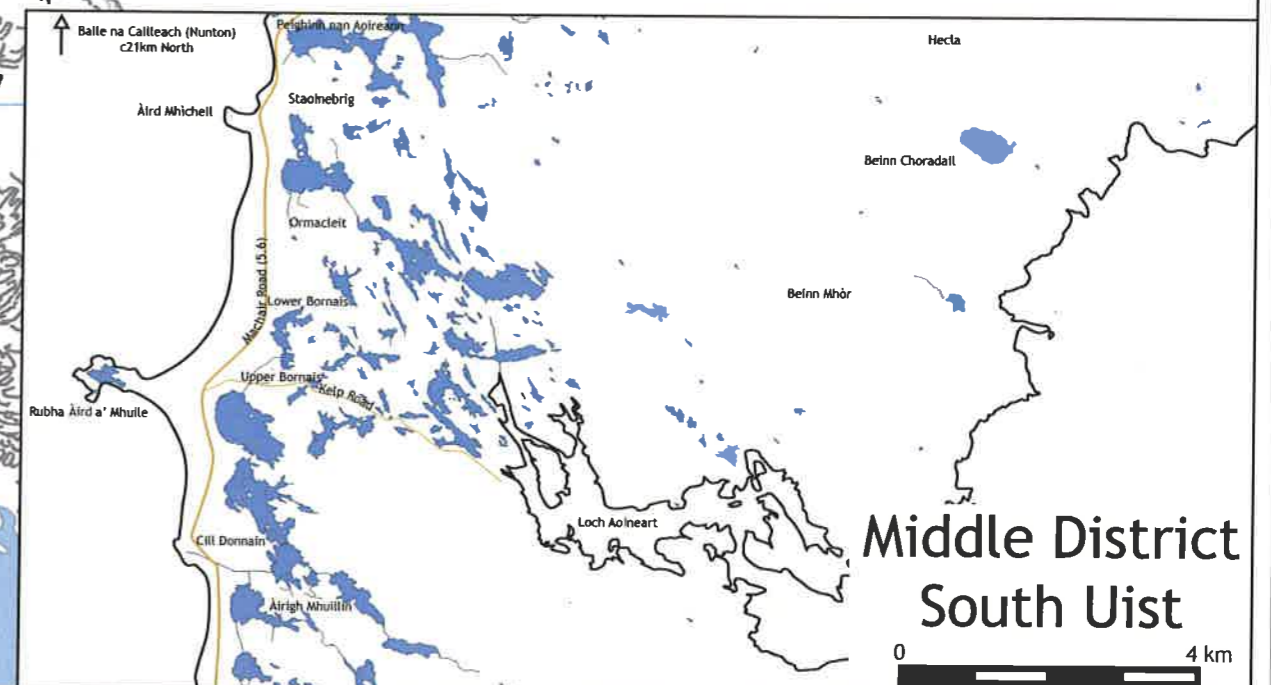 Baile na Cailleach (Nunton)
c21km North
Peighinn nan Aoireann
Hecla
Àird Mhìcheil
Staoinebrig
Beinn Choradail
Ormacleit
Machair Road (5.6)
Lower Bornais
Beinn Mhòr
Upper Bornais
Kelp Road
Rubha Àird a' Mhuile
Loch Aoineart
Cill Donnain
Àirigh Mhuilin
Middle District
South Uist
0
4 km